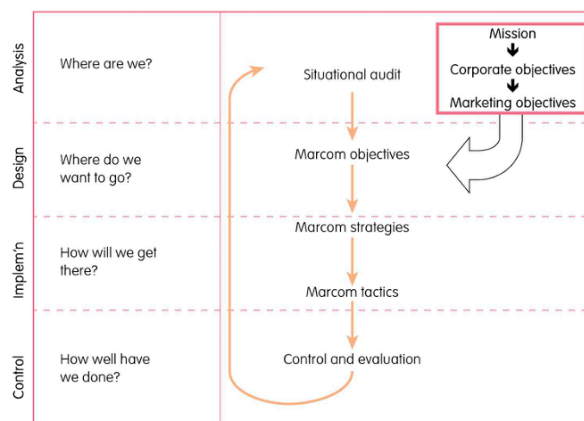 Analysis
Where are we?
Situational audit
Mission
Corporate objectives
Marketing objectives
Design
Where do we
want to go?
Marcom objectives
Implem'n
How will we get
there?
Marcom strategies
Marcom tactics
Control
How well have
we done?
Control and evaluation